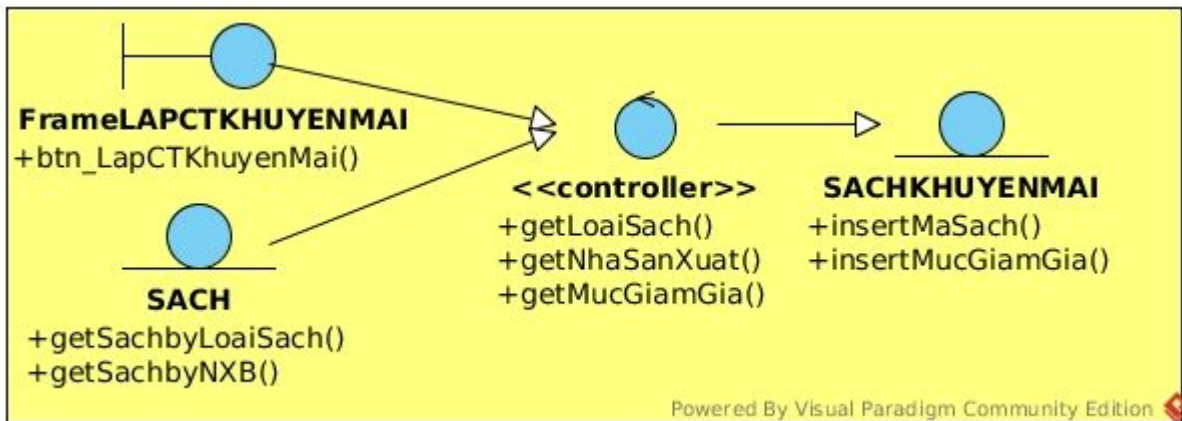 FrameLAPCTKHUYENMAI
+btn_LapCTKhuyenMai()
SACH
+getSachbyLoaiSach()
+getSachbyNXB()
<<controller>>
+getLoaiSach()
+getNhaSanXuat()
+getMucGiamGia()
SACHKHUYENMAI
+insertMaSach()
+insertMucGiamGia()
Powered By Visual Paradigm Community Edition